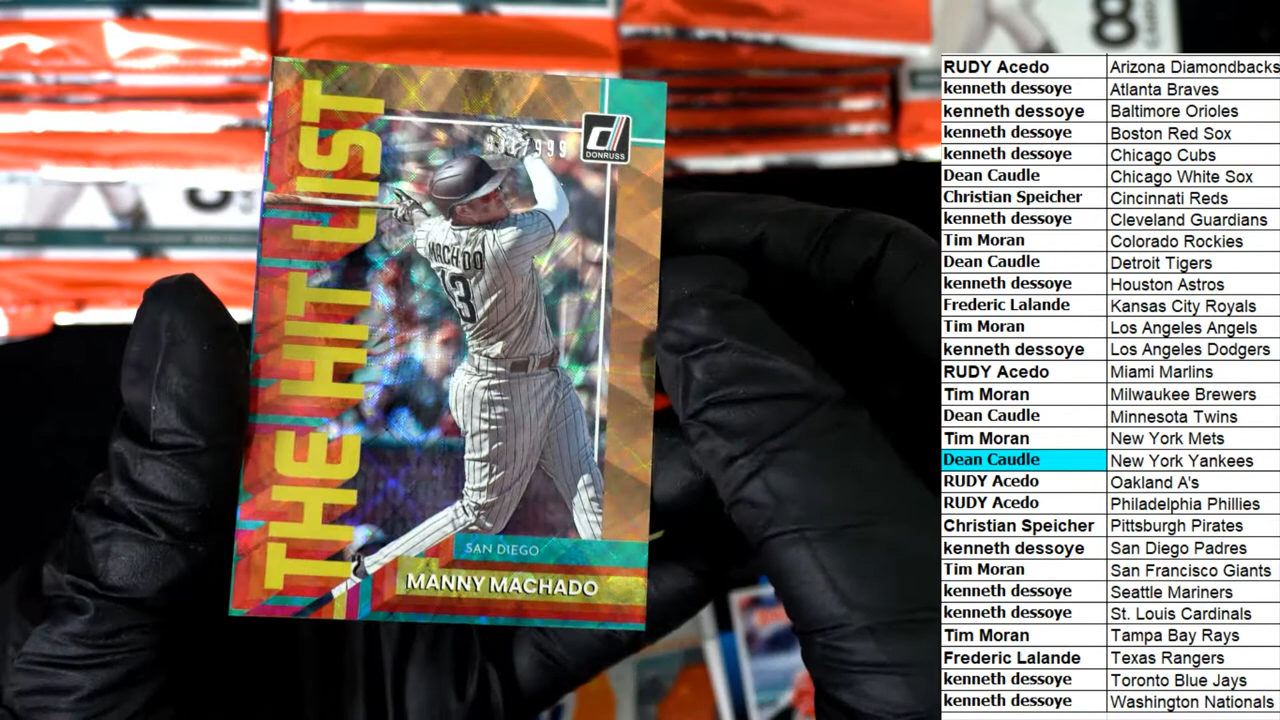 THE HIT LIST
DONRUSS
MACHADO
13
SAN DIEGO
MANNY MACHADO
8
RUDY Acedo Arizona Diamondbacks
kenneth dessoye Atlanta Braves
kenneth dessoye Baltimore Orioles
kenneth dessoye Boston Red Sox
kenneth dessoye Chicago Cubs
Dean Caudle Chicago White Sox
Christian Speicher Cincinnati Reds
kenneth dessoye Cleveland Guardians
Tim Moran Colorado Rockies
Dean Caudle Detroit Tigers
kenneth dessoye Houston Astros
Frederic Lalande Kansas City Royals
Tim Moran Los Angeles Angels
kenneth dessoye Los Angeles Dodgers
RUDY Acedo Miami Marlins
Tim Moran Milwaukee Brewers
Dean Caudle Minnesota Twins
Tim Moran New York Mets
Dean Caudle New York Yankees
RUDY Acedo Oakland A's
RUDY Acedo Philadelphia Phillies
Christian Speicher Pittsburgh Pirates
kenneth dessoye San Diego Padres
Tim Moran San Francisco Giants
kenneth dessoye Seattle Mariners
kenneth dessoye St. Louis Cardinals
Tim Moran Tampa Bay Rays
Frederic Lalande Texas Rangers
kenneth dessoye Toronto Blue Jays
kenneth dessoye Washington Nationals